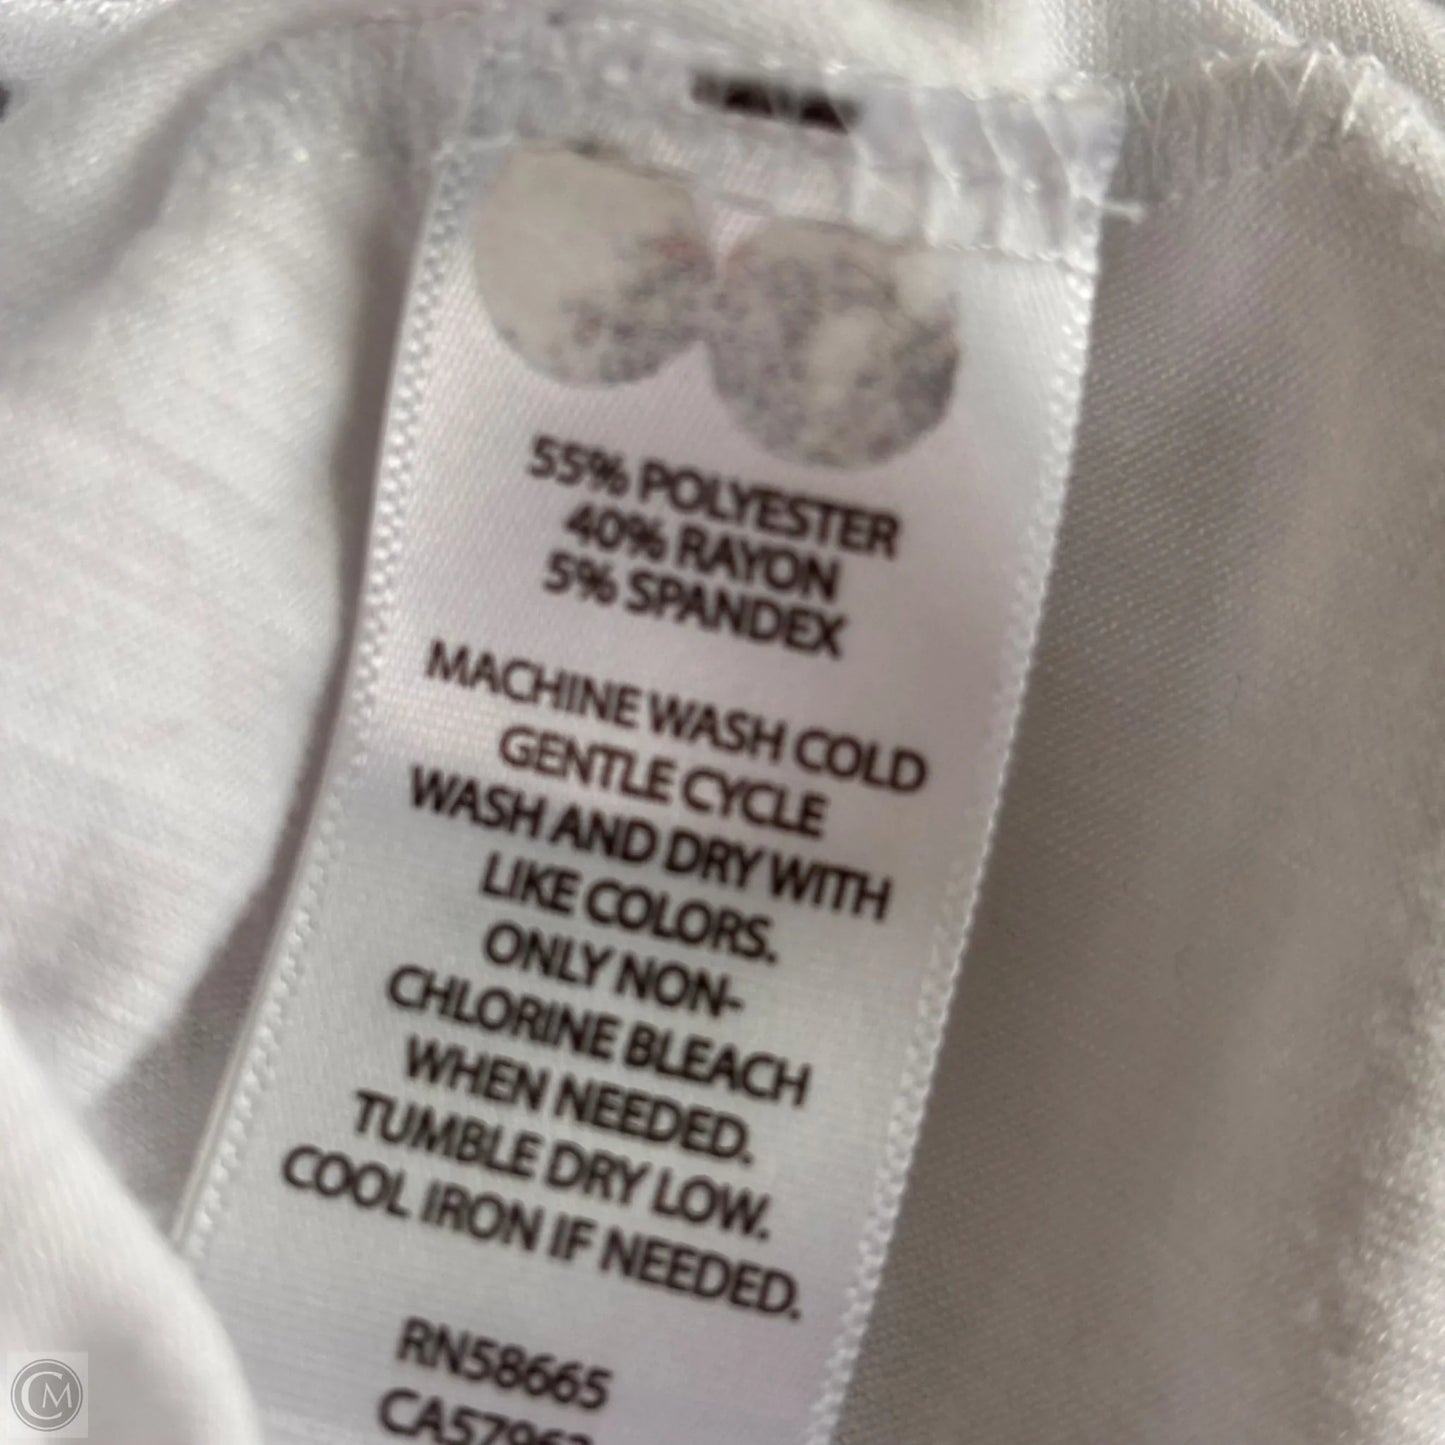 55% POLYESTER
40% RAYON
5% SPANDEX
MACHINE WASH COLD
GENTLE CYCLE
WASH AND DRY WITH
LIKE COLORS.
ONLY NON-
CHLORINE BLEACH
WHEN NEEDED.
TUMBLE DRY LOW.
COOL IRON IF NEEDED.
RN58665
CM